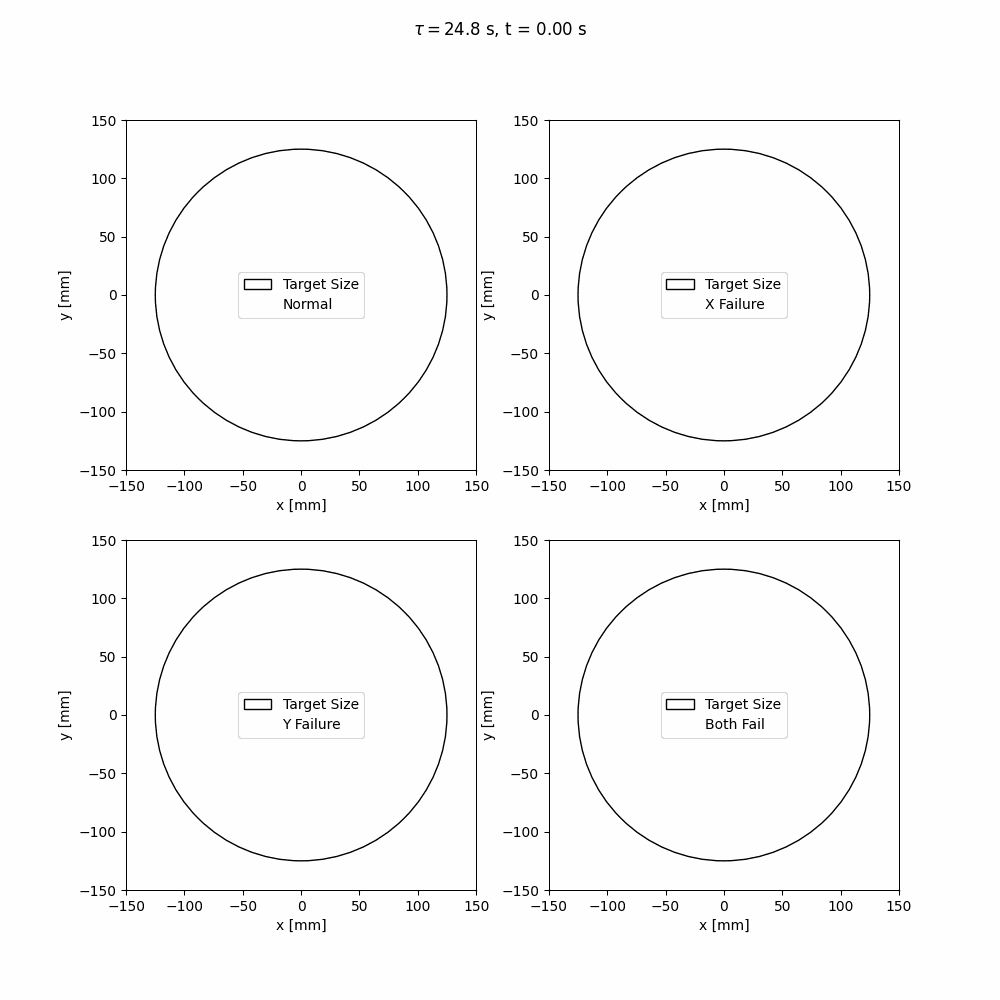 τ = 24.8 s, t = 0.00 s
150
100
50
0
−50
−100
−150
y [mm]
−150 −100 −50 0 50 100 150
x [mm]
Target Size
Normal
150
100
50
0
−50
−100
−150
y [mm]
−150 −100 −50 0 50 100 150
x [mm]
Target Size
X Failure
150
100
50
0
−50
−100
−150
y [mm]
−150 −100 −50 0 50 100 150
x [mm]
Target Size
Y Failure
150
100
50
0
−50
−100
−150
y [mm]
−150 −100 −50 0 50 100 150
x [mm]
Target Size
Both Fail